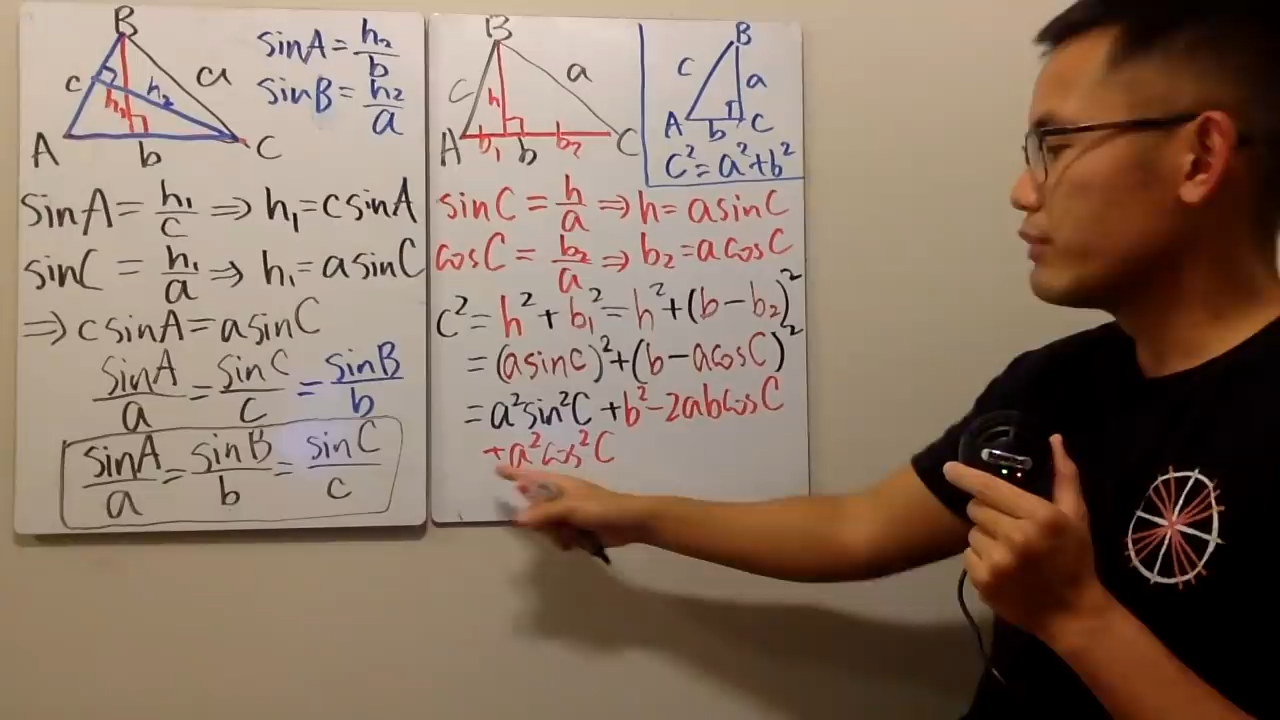 B
c
h₁
h₂
a
A
b
C
sinA = h₂/b
sinB = h₂/a
sinA = h₁/c ⇒ h₁ = c sinA
sinC = h₁/a ⇒ h₁ = a sinC
⇒ c sinA = a sinC
sinA/a = sinC/c = sinB/b
sinA/a = sinB/b = sinC/c
B
c
h
a
A
b₁
b
b₂
C
B
c
a
A
b
C
c² = a² + b²
sinC = h/a ⇒ h = a sinC
cosC = b₂/a ⇒ b₂ = a cosC
c² = h² + b₁² = h² + (b − b₂)²
= (a sinC)² + (b − a cosC)²
= a² sin²C + b² − 2ab cosC
+ a² cos²C